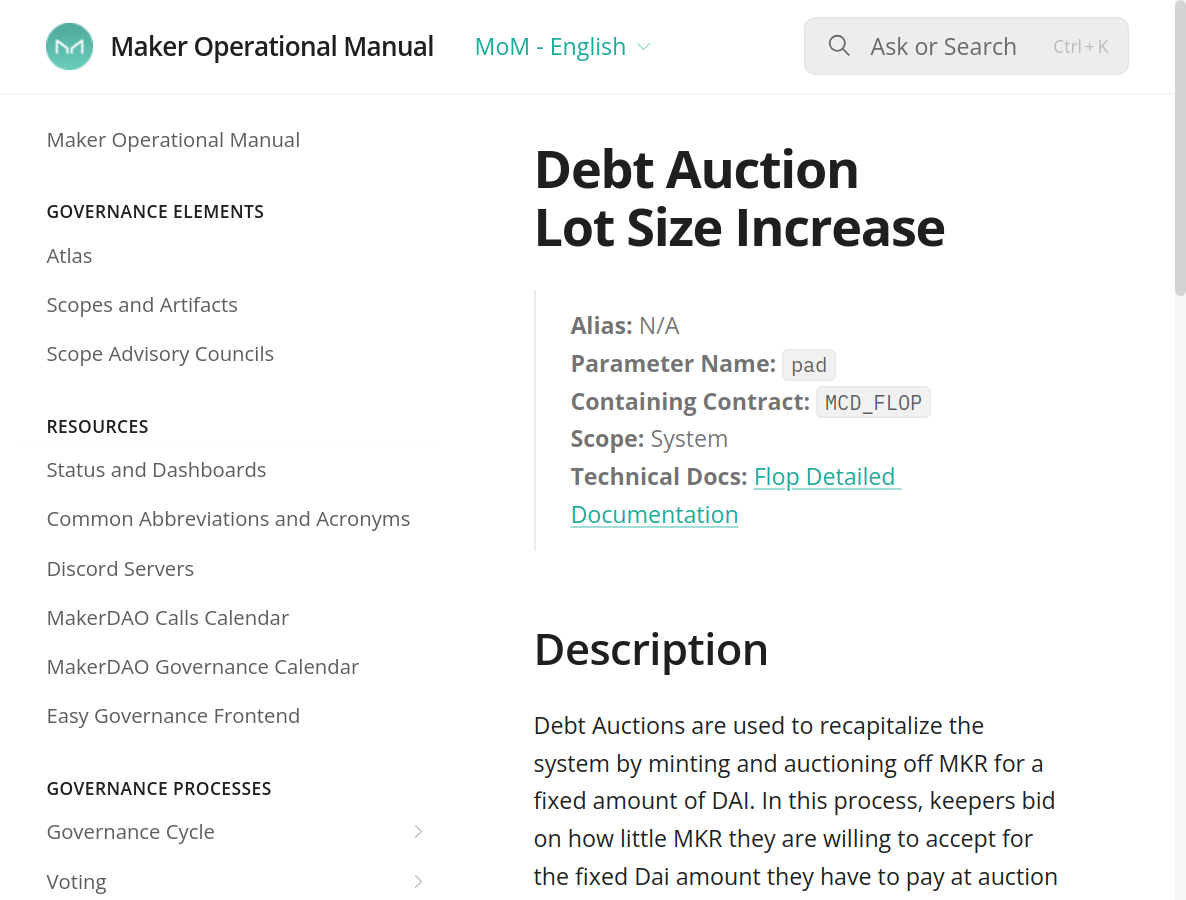 Maker Operational Manual
MoM - English
Ask or Search
Ctrl + K
Maker Operational Manual
GOVERNANCE ELEMENTS
Atlas
Scopes and Artifacts
Scope Advisory Councils
RESOURCES
Status and Dashboards
Common Abbreviations and Acronyms
Discord Servers
MakerDAO Calls Calendar
MakerDAO Governance Calendar
Easy Governance Frontend
GOVERNANCE PROCESSES
Governance Cycle
Voting
Debt Auction
Lot Size Increase
Alias: N/A
Parameter Name: pad
Containing Contract: MCD_FLOP
Scope: System
Technical Docs: Flop Detailed
Documentation
Description
Debt Auctions are used to recapitalize the
system by minting and auctioning off MKR for a
fixed amount of DAI. In this process, keepers bid
on how little MKR they are willing to accept for
the fixed Dai amount they have to pay at auction